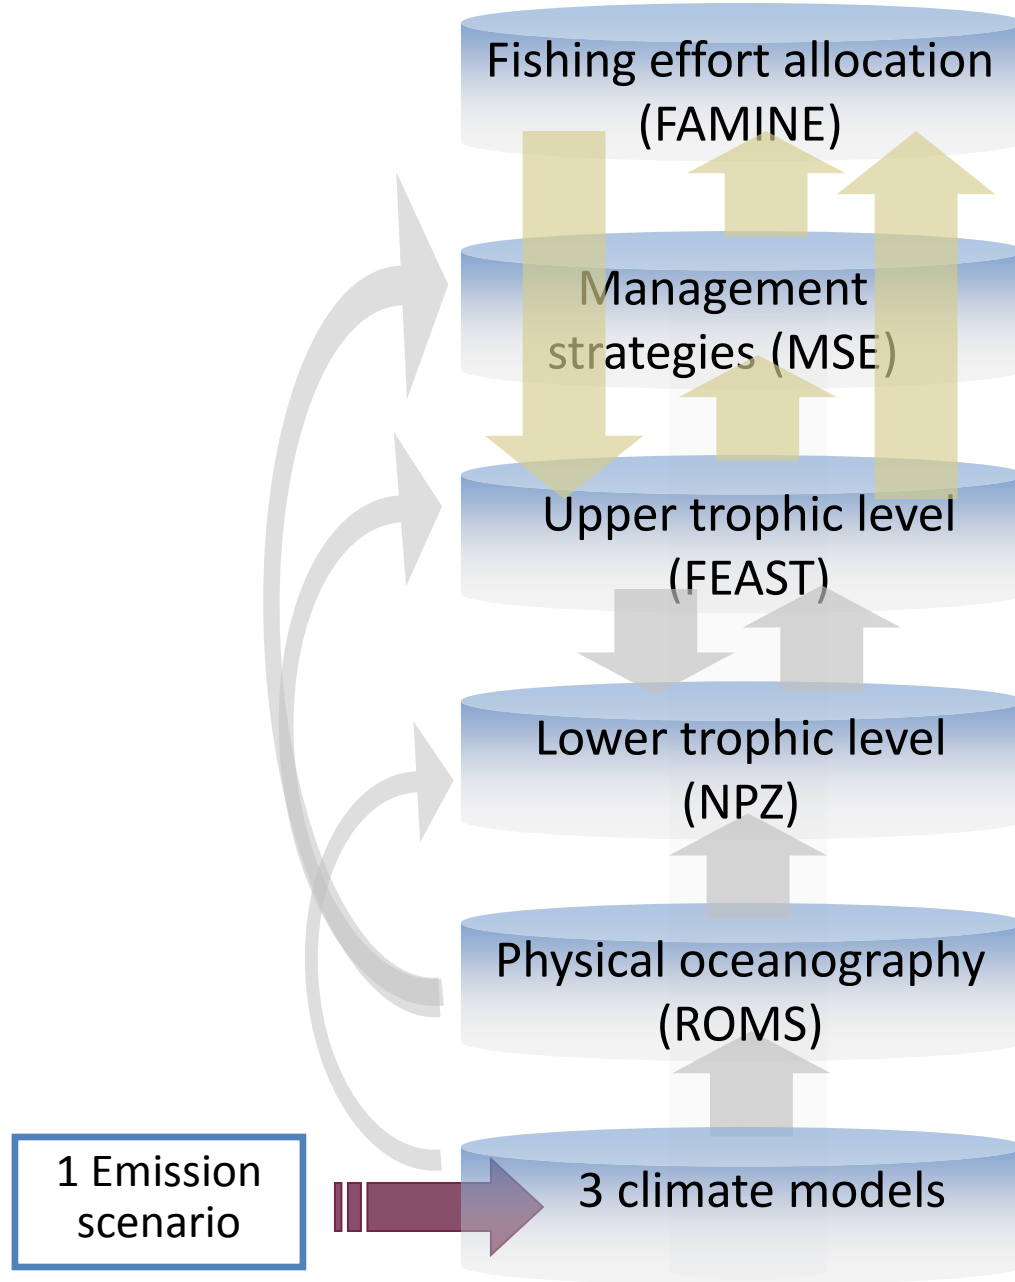 Fishing effort allocation
(FAMINE)
Management
strategies (MSE)
Upper trophic level
(FEAST)
Lower trophic level
(NPZ)
Physical oceanography
(ROMS)
1 Emission
scenario
3 climate models